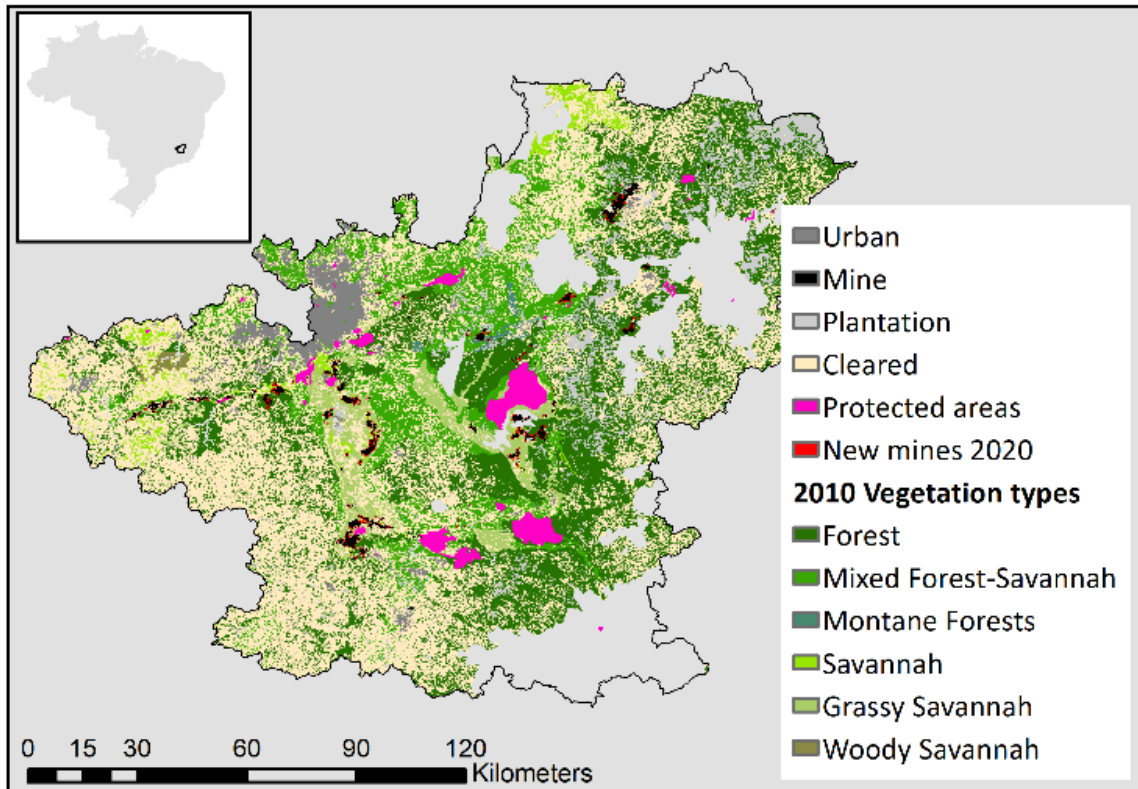 Urban
Mine
Plantation
Cleared
Protected areas
New mines 2020
2010 Vegetation types
Forest
Mixed Forest-Savannah
Montane Forests
Savannah
Grassy Savannah
Woody Savannah
0 15 30 60 90 120
Kilometers